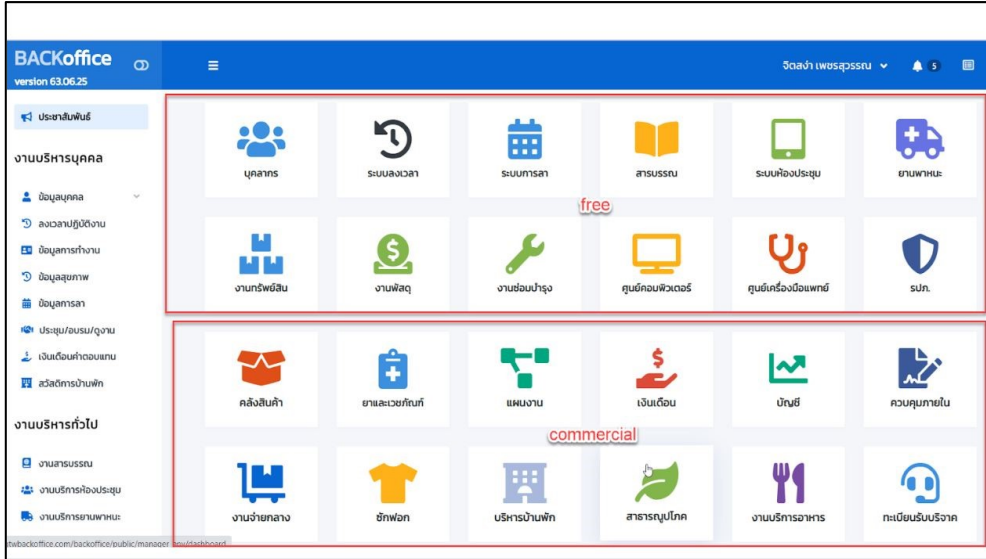 BACKoffice
version 63.06.25
จิตสง่า เพชรสุวรรณ
5
ประชาสัมพันธ์
งานบริหารบุคคล
ข้อมูลบุคคล
ลงเวลาปฏิบัติงาน
ข้อมูลการทำงาน
ข้อมูลสุขภาพ
ข้อมูลการลา
ประชุม/อบรม/ดูงาน
เงินเดือนค่าตอบแทน
สวัสดิการบ้านพัก
งานบริหารทั่วไป
งานสารบรรณ
งานบริการห้องประชุม
งานบริการยานพาหนะ
บุคลากร
ระบบลงเวลา
ระบบการลา
สารบรรณ
ระบบห้องประชุม
ยานพาหนะ
free
งานทรัพย์สิน
งานพัสดุ
งานซ่อมบำรุง
ศูนย์คอมพิวเตอร์
ศูนย์เครื่องมือแพทย์
รปภ.
คลังสินค้า
ยาและเวชภัณฑ์
แผนงาน
เงินเดือน
บัญชี
ควบคุมภายใน
commercial
งานจ่ายกลาง
ซักฟอก
บริหารบ้านพัก
สาธารณูปโภค
งานบริการอาหาร
ทะเบียนรับบริจาค